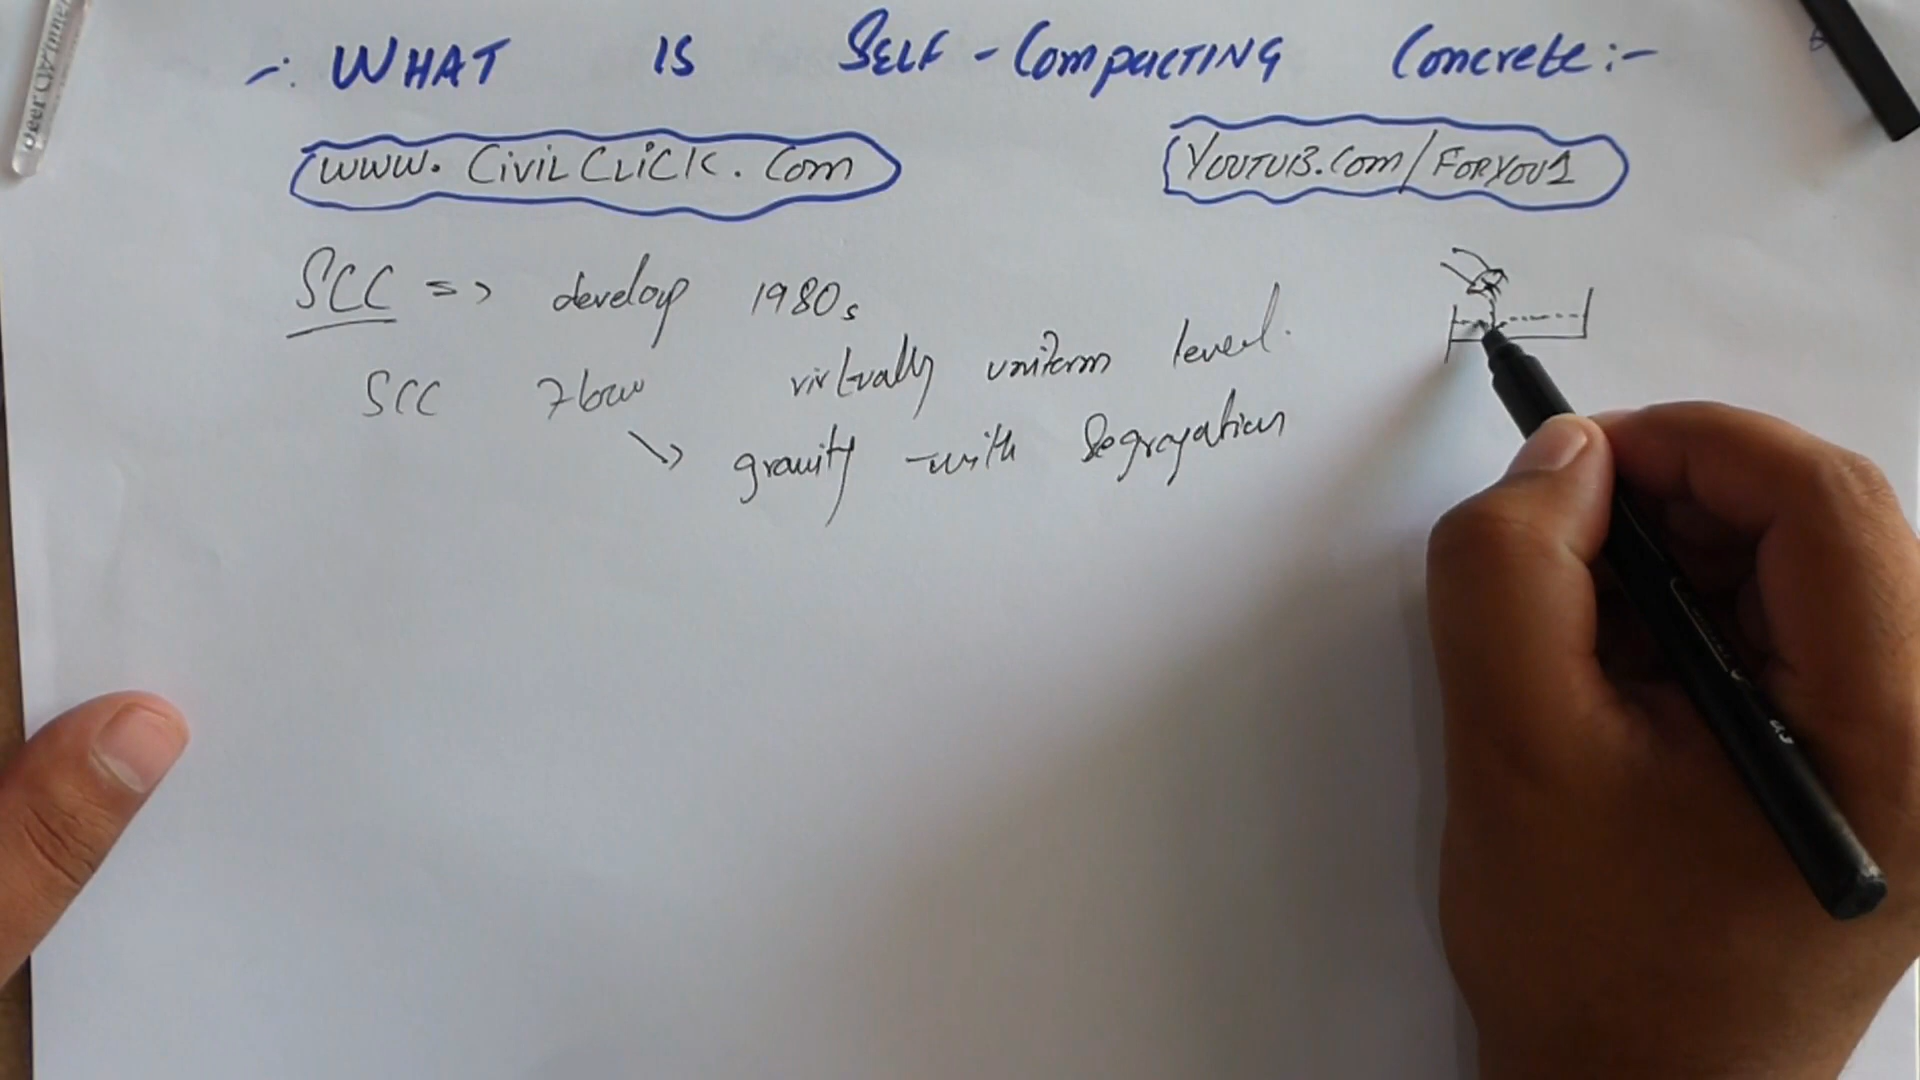 -: WHAT IS SELF-COMPACTING CONCRETE:-
www.CiViLCLiCK.Com
YOUTUB.Com/FORYOU1
SCC => develop 1980s
SCC flow virtually uniform level.
gravity with Segregation